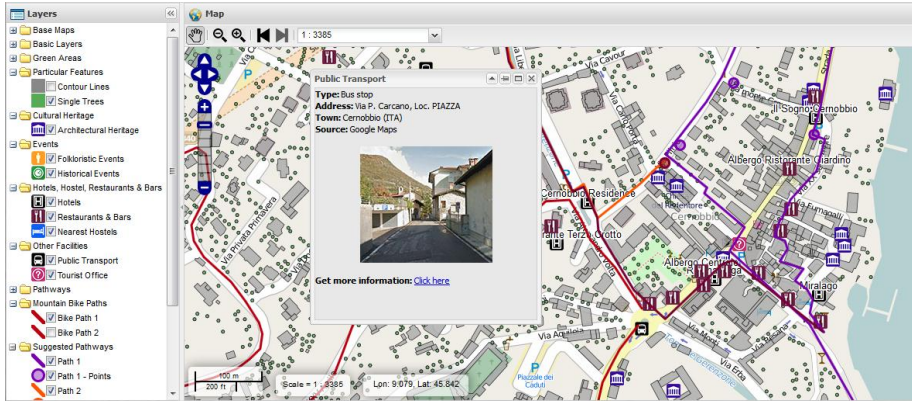 Layers
Base Maps
Basic Layers
Green Areas
Particular Features
Contour Lines
Single Trees
Cultural Heritage
Architectural Heritage
Events
Folkloristic Events
Historical Events
Hotels, Hostel, Restaurants & Bars
Hotels
Restaurants & Bars
Nearest Hostels
Other Facilities
Public Transport
Tourist Office
Pathways
Mountain Bike Paths
Bike Path 1
Bike Path 2
Suggested Pathways
Path 1
Path 1 - Points
Path 2
Map
1 : 3385
Public Transport
Type: Bus stop
Address: Via P. Carcano, Loc. PIAZZA
Town: Cernobbio (ITA)
Source: Google Maps
Get more information: Click here
Via Cavour
P
Il Sogno Cernobbio
Albergo Ristorante Giardino
Cernobbio Residence
Cernobbio
Terzo Crotto
Via Privata Primavera
Miralago
Via Regina
Via Erba
P
Piazzale dei
Caduti
100 m
200 ft
Scale = 1 : 3385
Lon: 9.079, Lat: 45.842